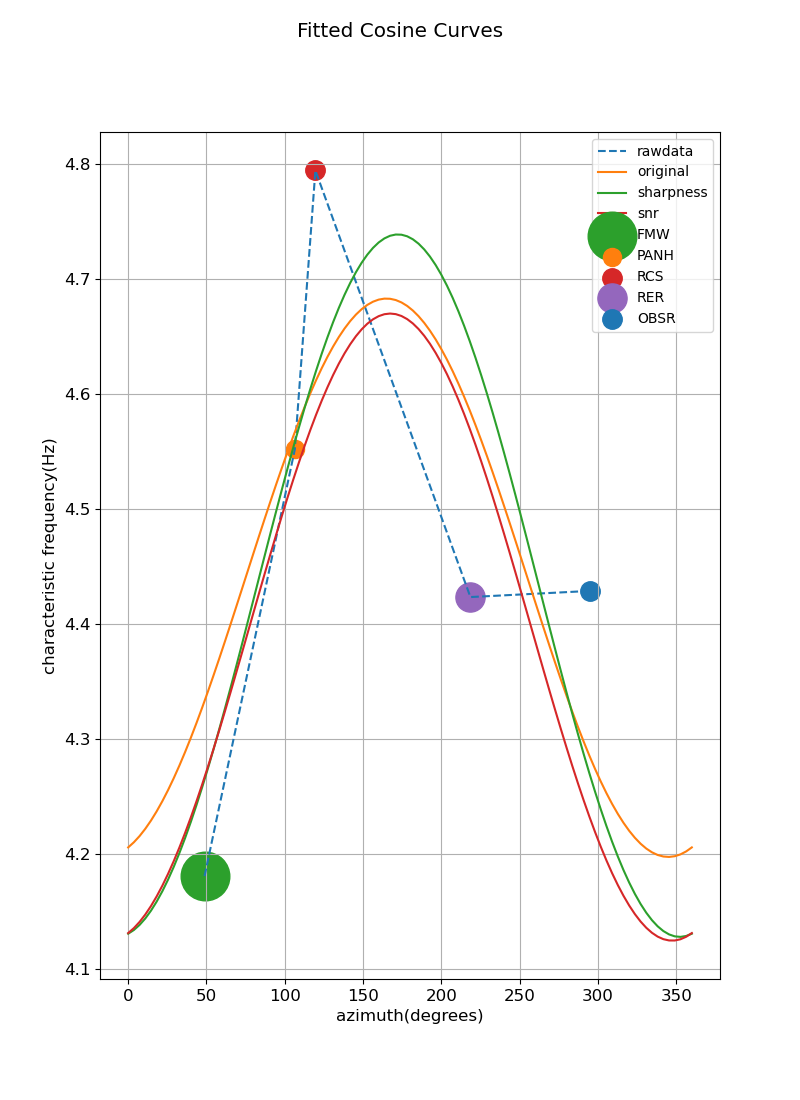 Fitted Cosine Curves
rawdata
original
sharpness
snr
FMW
PANH
RCS
RER
OBSR
characteristic frequency(Hz)
4.8
4.7
4.6
4.5
4.4
4.3
4.2
4.1
0 50 100 150 200 250 300 350
azimuth(degrees)